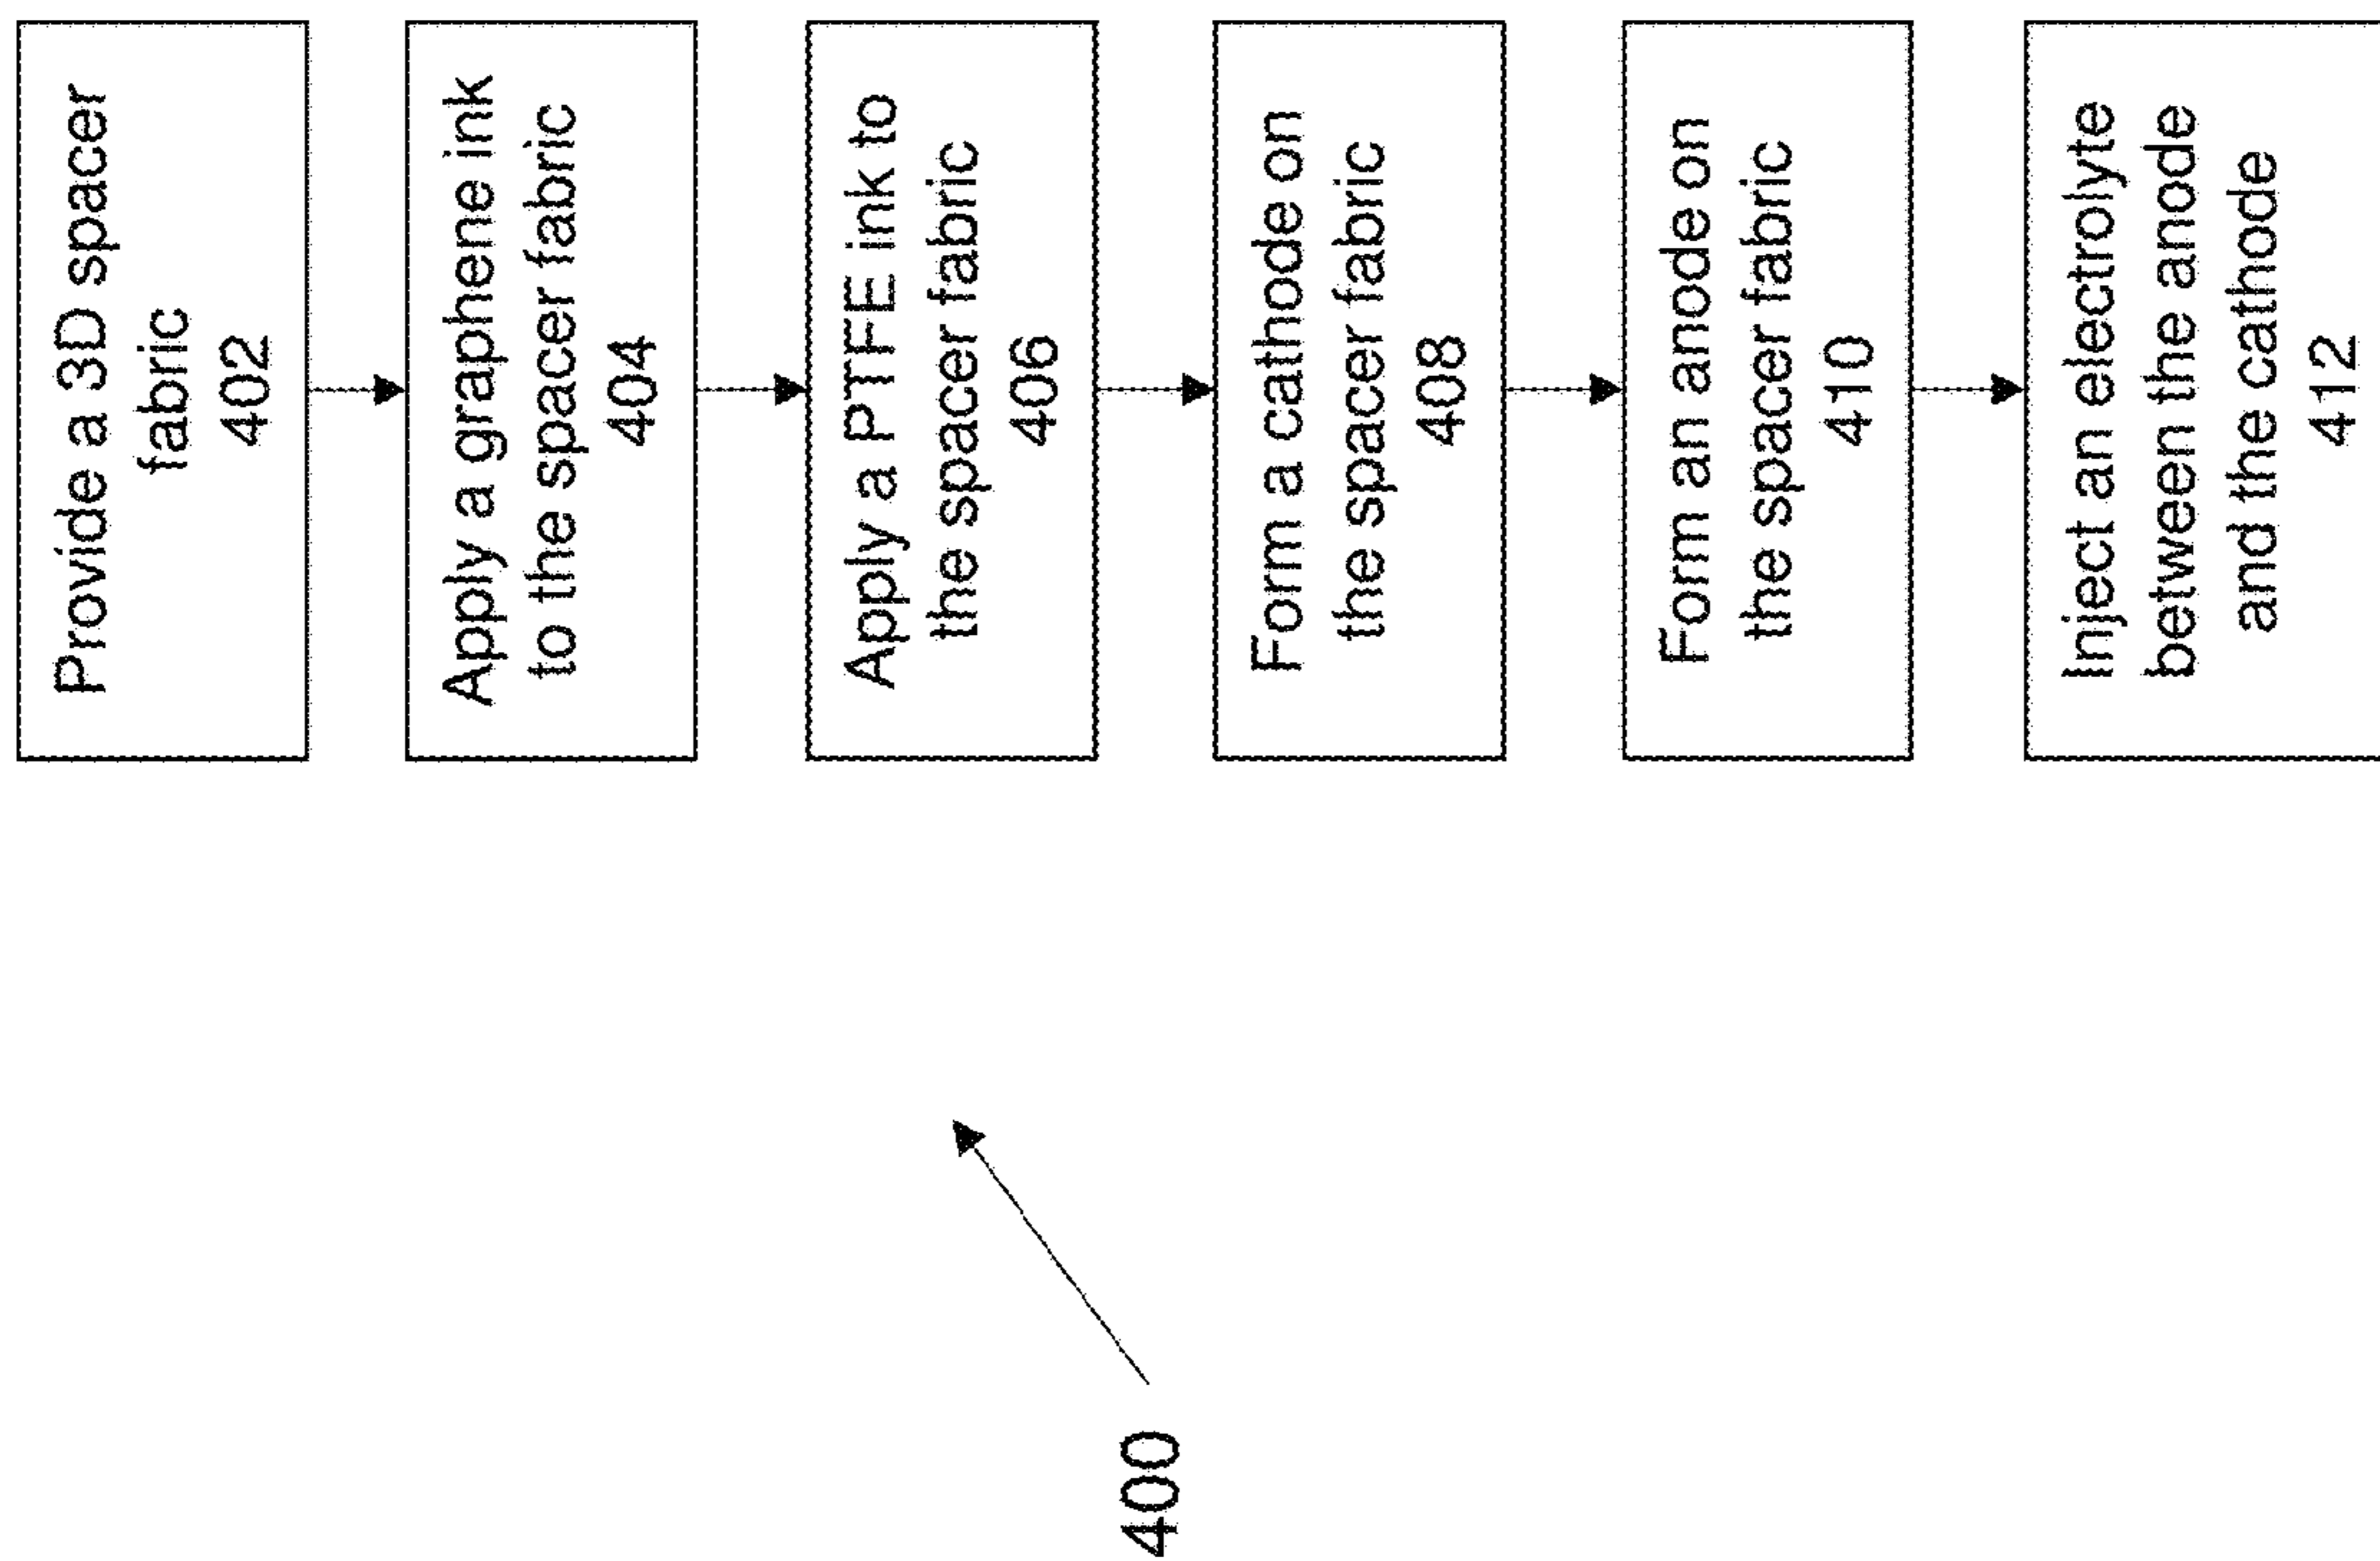 Provide a 3D spacer
fabric
402
Apply a graphene ink
to the spacer fabric
404
Apply a PTFE ink to
the spacer fabric
406
Form a cathode on
the spacer fabric
408
Form an anode on
the spacer fabric
410
Inject an electrolyte
between the anode
and the cathode
412
400